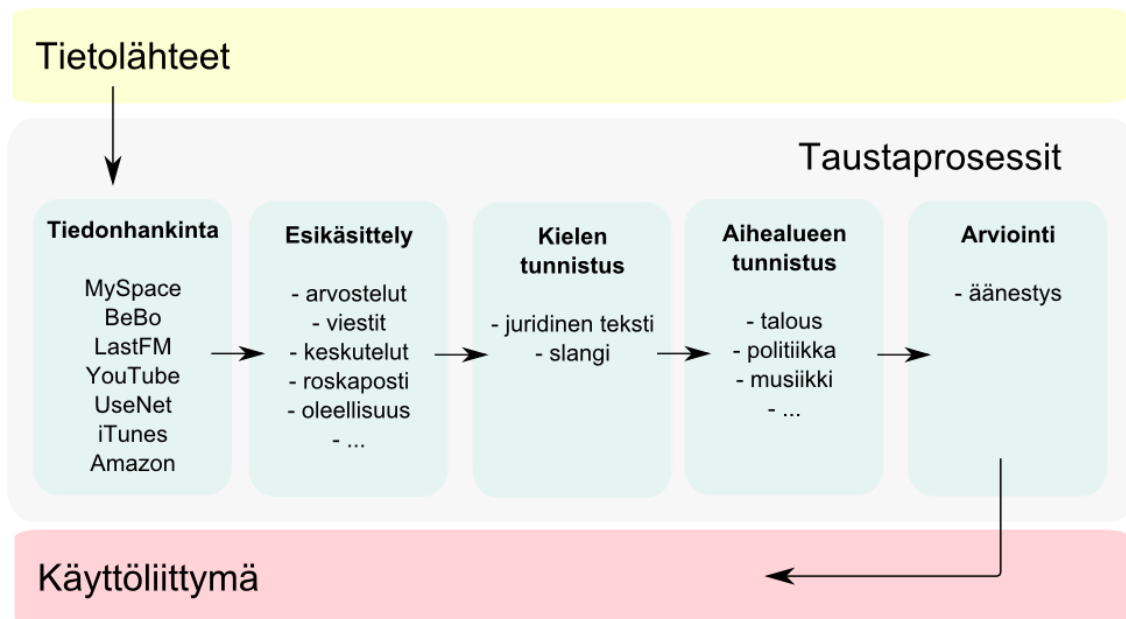 Tietolähteet
Taustaprosessit
Tiedonhankinta
MySpace
BeBo
LastFM
YouTube
UseNet
iTunes
Amazon
Esikäsittely
- arvostelut
- viestit
- keskutelut
- roskaposti
- oleellisuus
- ...
Kielen
tunnistus
- juridinen teksti
- slangi
Aihealueen
tunnistus
- talous
- politiikka
- musiikki
- ...
Arviointi
- äänestys
Käyttöliittymä